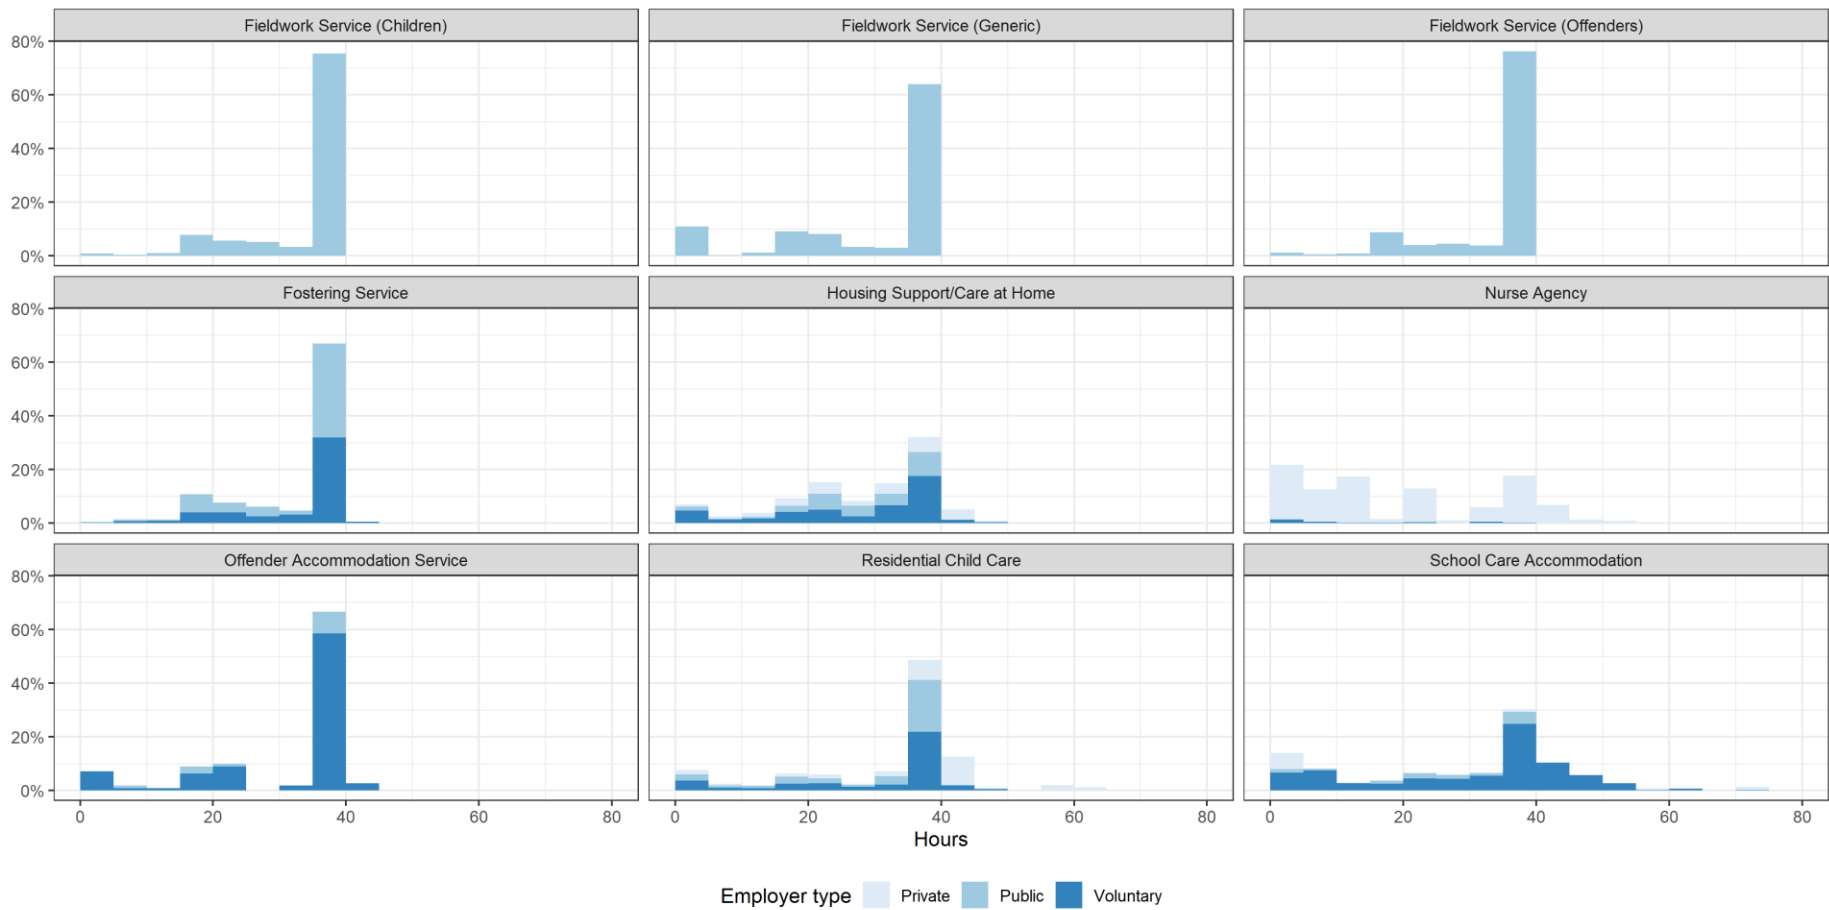 Fieldwork Service (Children) Fieldwork Service (Generic) Fieldwork Service (Offenders)
80%
60%
40%
20%
0%
Fostering Service Housing Support/Care at Home Nurse Agency
80%
60%
40%
20%
0%
Offender Accommodation Service Residential Child Care School Care Accommodation
80%
60%
40%
20%
0%
0 20 40 60 80 0 20 40 60 80 0 20 40 60 80
Hours
Employer type Private Public Voluntary